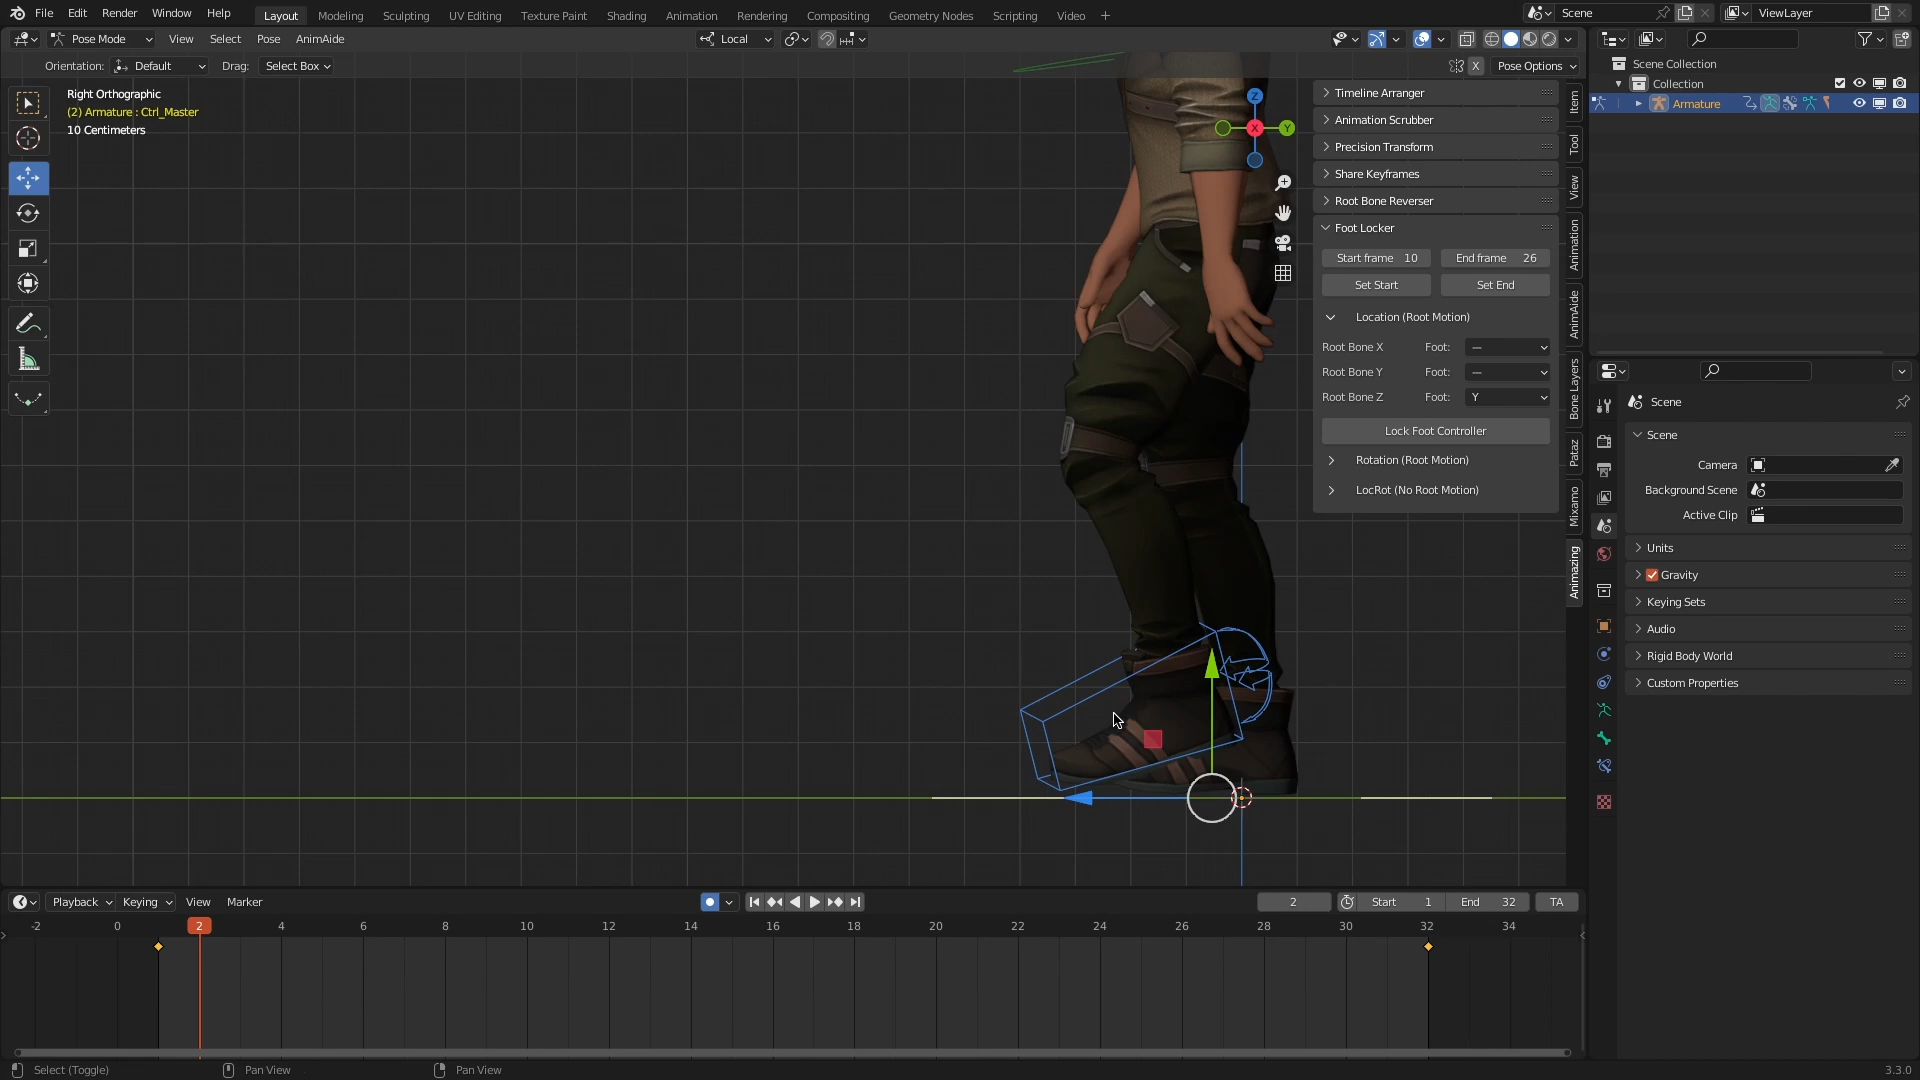 File Edit Render Window Help Layout Modeling Sculpting UV Editing Texture Paint Shading Animation Rendering Compositing Geometry Nodes Scripting Video + Scene ViewLayer
Pose Mode View Select Pose AnimAide Local
Orientation: Default Drag: Select Box X Pose Options
Right Orthographic
(2) Armature : Ctrl_Master
10 Centimeters
Z
X
Y
Timeline Arranger
Animation Scrubber
Precision Transform
Share Keyframes
Root Bone Reverser
Foot Locker
Start frame 10 End frame 26
Set Start Set End
Location (Root Motion)
Root Bone X Foot: —
Root Bone Y Foot: —
Root Bone Z Foot: Y
Lock Foot Controller
Rotation (Root Motion)
LocRot (No Root Motion)
Item
Tool
View
Animation
AnimAide
Bone Layers
Pataz
Mixamo
Animazing
Scene Collection
Collection
Armature
Scene
Scene
Camera
Background Scene
Active Clip
Units
Gravity
Keying Sets
Audio
Rigid Body World
Custom Properties
Playback Keying View Marker 2 Start 1 End 32 TA
-2 0 2 4 6 8 10 12 14 16 18 20 22 24 26 28 30 32 34
Select (Toggle) Pan View Pan View 3.3.0